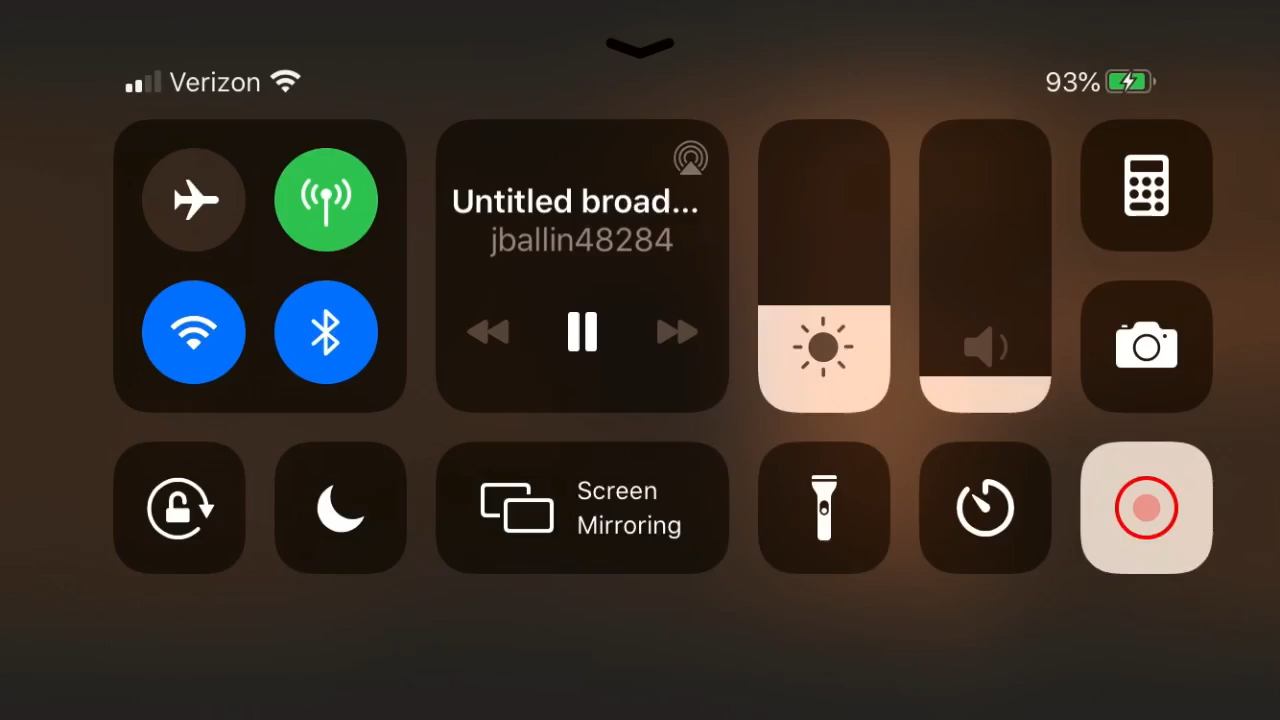 Verizon
93%
Untitled broad...
jballin48284
Screen
Mirroring